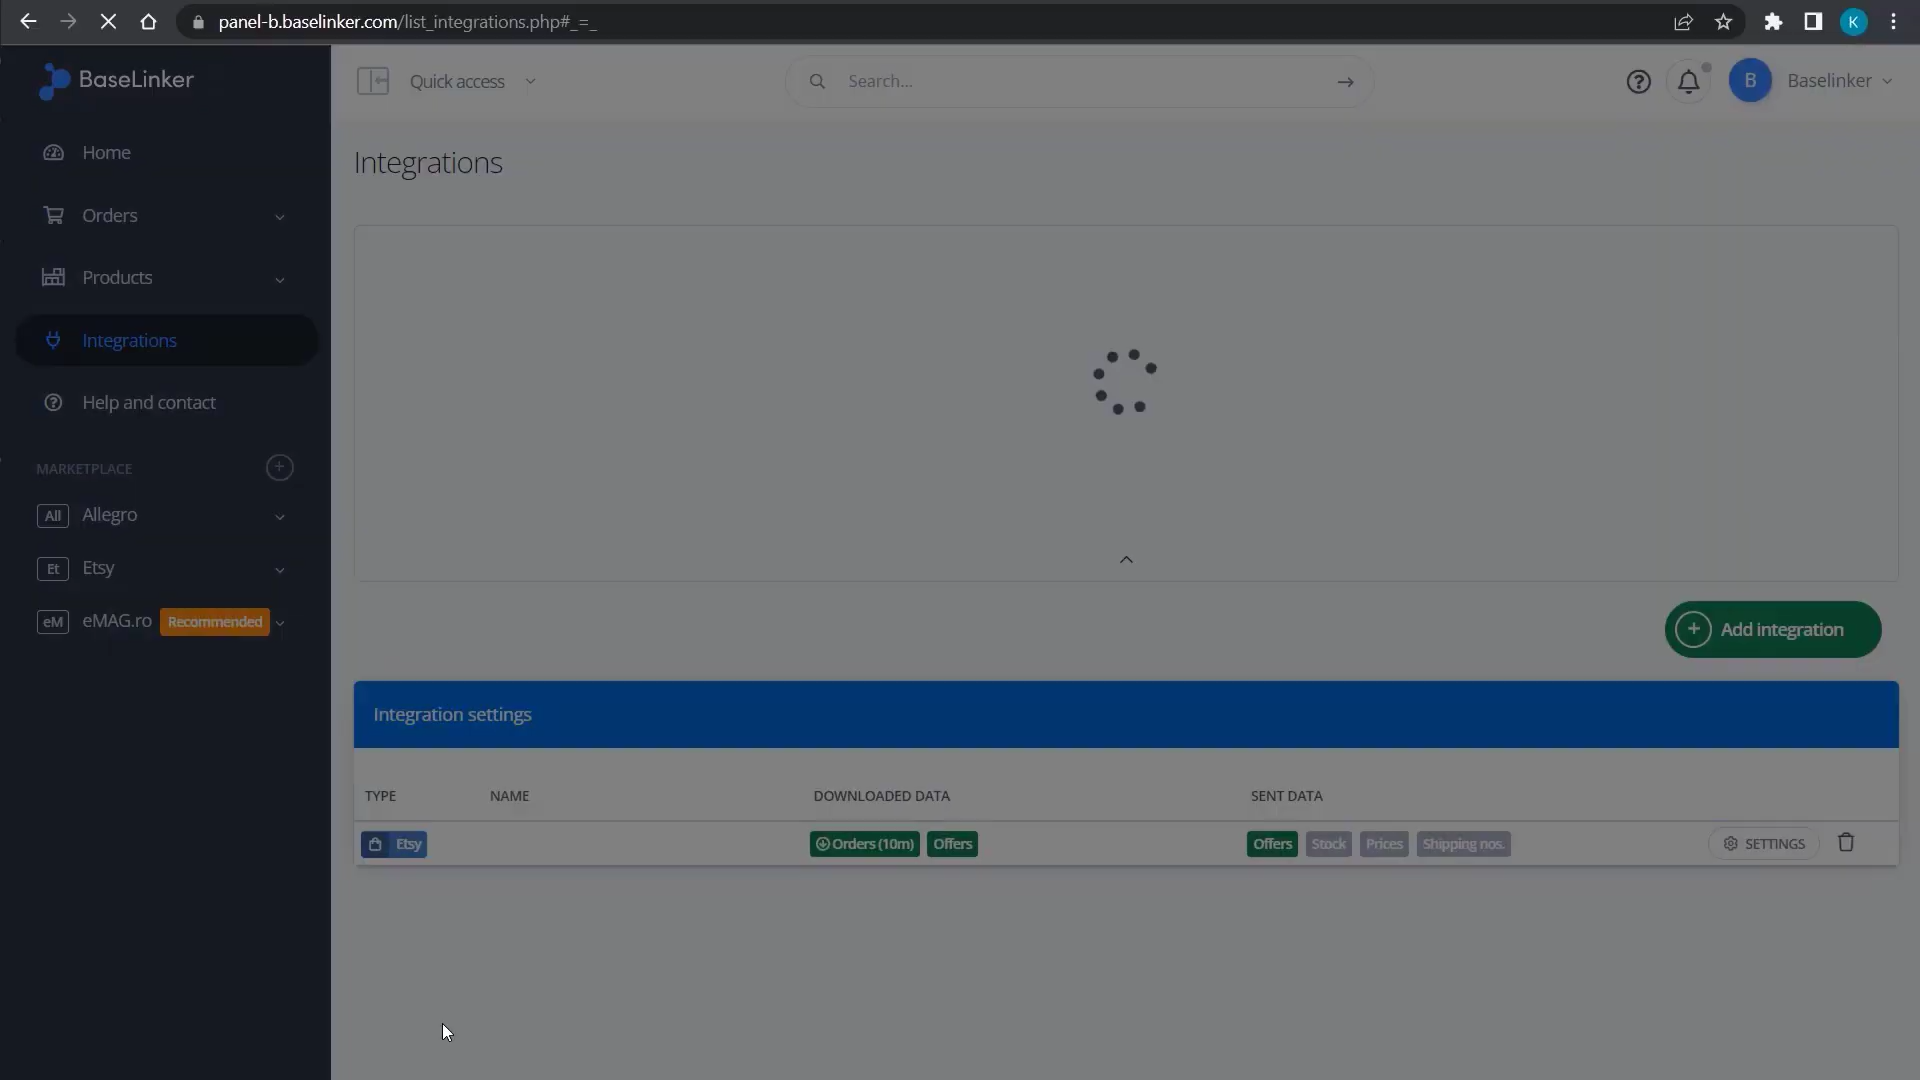 panel-b.baselinker.com/list_integrations.php#_=_
K
BaseLinker
Quick access
Search...
B
Baselinker
Home
Orders
Products
Integrations
Help and contact
MARKETPLACE
All Allegro
Et Etsy
eM eMAG.ro Recommended
Integrations
Add integration
Integration settings
TYPE NAME DOWNLOADED DATA SENT DATA
Etsy Orders (10m) Offers Offers Stock Prices Shipping nos. SETTINGS